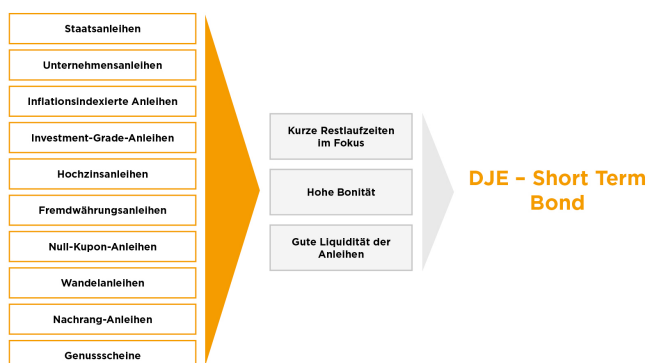 Staatsanleihen
Unternehmensanleihen
Inflationsindexierte Anleihen
Investment-Grade-Anleihen
Hochzinsanleihen
Fremdwährungsanleihen
Null-Kupon-Anleihen
Wandelanleihen
Nachrang-Anleihen
Genussscheine
Kurze Restlaufzeiten
im Fokus
Hohe Bonität
Gute Liquidität der
Anleihen
DJE – Short Term
Bond